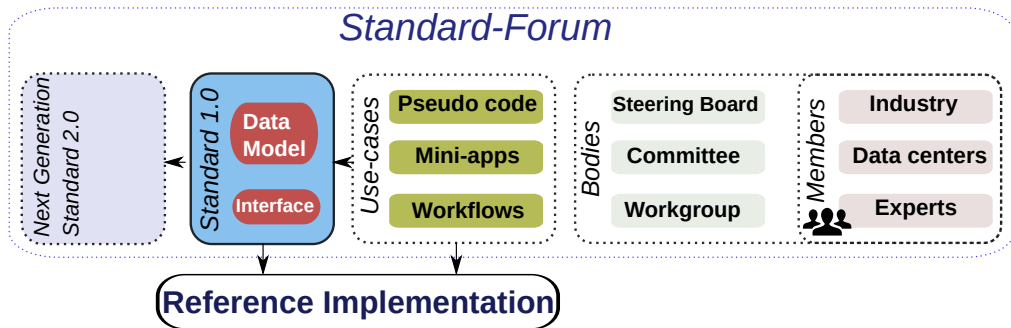 Standard-Forum
Next Generation
Standard 2.0
Standard 1.0
Data
Model
Interface
Use-cases
Pseudo code
Mini-apps
Workflows
Bodies
Steering Board
Committee
Workgroup
Members
Industry
Data centers
Experts
Reference Implementation